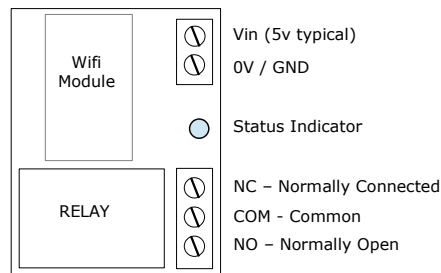 Wifi
Module
Vin (5v typical)
0V / GND
Status Indicator
RELAY
NC – Normally Connected
COM - Common
NO – Normally Open